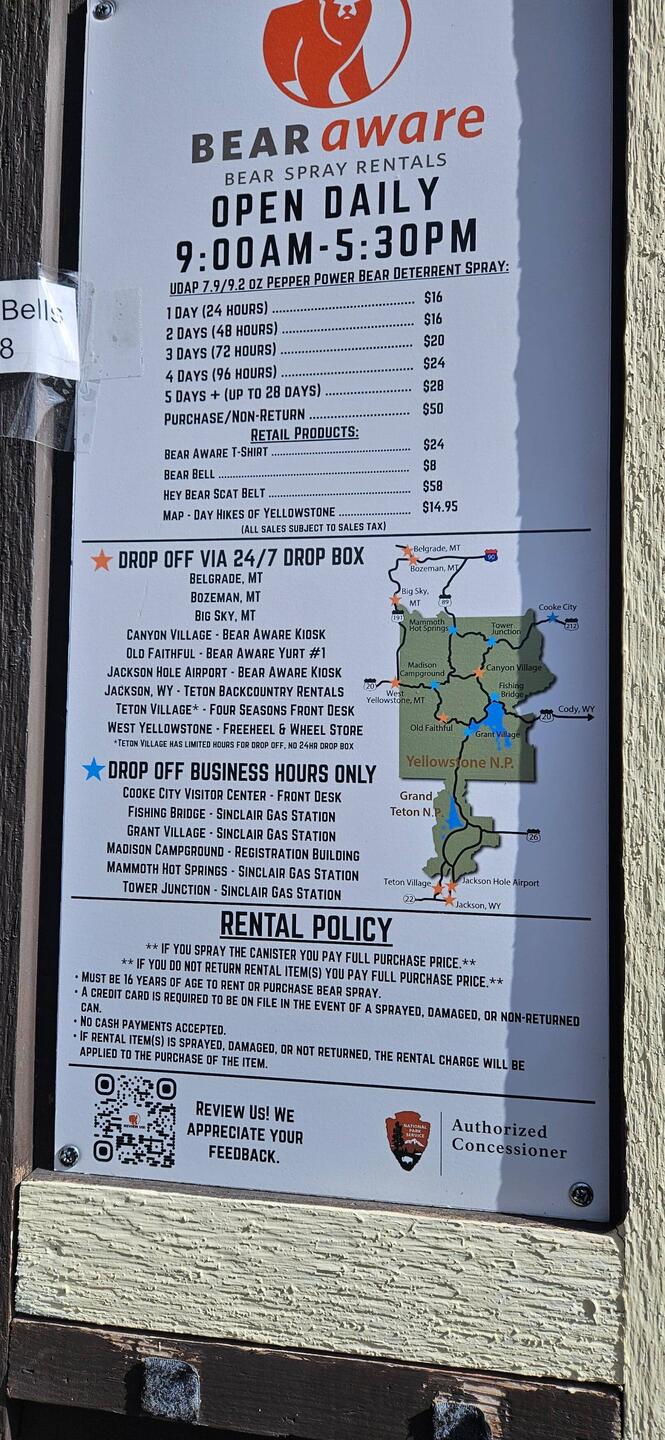 BEAR aware
BEAR SPRAY RENTALS
OPEN DAILY
9:00AM-5:30PM
UDAP 7.9/9.2 OZ PEPPER POWER BEAR DETERRENT SPRAY:
1 DAY (24 HOURS) ........ $16
2 DAYS (48 HOURS) ........ $16
3 DAYS (72 HOURS) ........ $20
4 DAYS (96 HOURS) ........ $24
5 DAYS + (UP TO 28 DAYS) ........ $28
PURCHASE/NON-RETURN ........ $50
RETAIL PRODUCTS:
BEAR AWARE T-SHIRT ........ $24
BEAR BELL ........ $8
HEY BEAR SCAT BELT ........ $58
MAP - DAY HIKES OF YELLOWSTONE ........ $14.95
(ALL SALES SUBJECT TO SALES TAX)
Bells
8
DROP OFF VIA 24/7 DROP BOX
BELGRADE, MT
BOZEMAN, MT
BIG SKY, MT
CANYON VILLAGE - BEAR AWARE KIOSK
OLD FAITHFUL - BEAR AWARE YURT #1
JACKSON HOLE AIRPORT - BEAR AWARE KIOSK
JACKSON, WY - TETON BACKCOUNTRY RENTALS
TETON VILLAGE* - FOUR SEASONS FRONT DESK
WEST YELLOWSTONE - FREEHEEL & WHEEL STORE
*TETON VILLAGE HAS LIMITED HOURS FOR DROP OFF, NO 24HR DROP BOX
DROP OFF BUSINESS HOURS ONLY
COOKE CITY VISITOR CENTER - FRONT DESK
FISHING BRIDGE - SINCLAIR GAS STATION
GRANT VILLAGE - SINCLAIR GAS STATION
MADISON CAMPGROUND - REGISTRATION BUILDING
MAMMOTH HOT SPRINGS - SINCLAIR GAS STATION
TOWER JUNCTION - SINCLAIR GAS STATION
Belgrade, MT
90
Bozeman, MT
Big Sky,
MT
89
191
Cooke City
212
Mammoth
Hot Springs
Tower
Junction
Madison
Campground
Canyon Village
20
West
Yellowstone, MT
Fishing
Bridge
20
Cody, WY
Old Faithful
Grant Village
Yellowstone N.P.
Grand
Teton N.P.
26
Teton Village
Jackson Hole Airport
22
Jackson, WY
RENTAL POLICY
** IF YOU SPRAY THE CANISTER YOU PAY FULL PURCHASE PRICE.**
** IF YOU DO NOT RETURN RENTAL ITEM(S) YOU PAY FULL PURCHASE PRICE.**
• MUST BE 16 YEARS OF AGE TO RENT OR PURCHASE BEAR SPRAY.
• A CREDIT CARD IS REQUIRED TO BE ON FILE IN THE EVENT OF A SPRAYED, DAMAGED, OR NON-RETURNED
CAN.
• NO CASH PAYMENTS ACCEPTED.
• IF RENTAL ITEM(S) IS SPRAYED, DAMAGED, OR NOT RETURNED, THE RENTAL CHARGE WILL BE
APPLIED TO THE PURCHASE OF THE ITEM.
REVIEW US! WE
APPRECIATE YOUR
FEEDBACK.
NATIONAL
PARK
SERVICE
Authorized
Concessioner